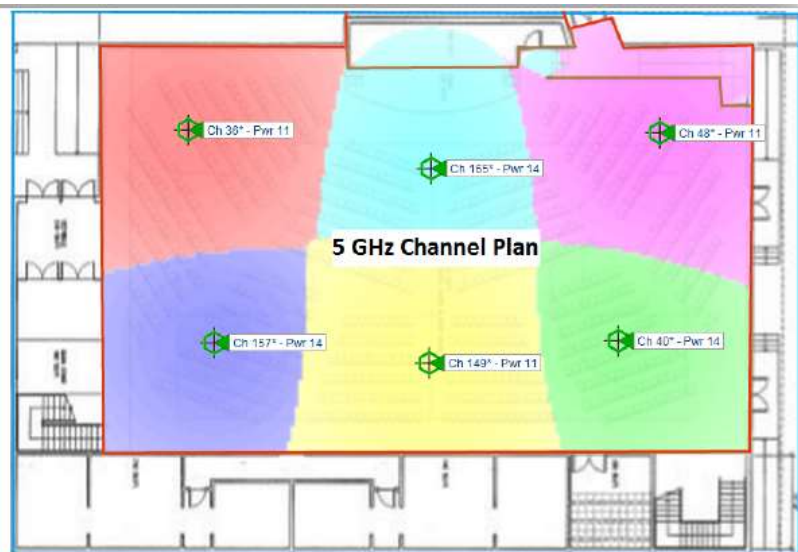 Ch 36* - Pwr 11
Ch 48* - Pwr 11
Ch 165* - Pwr 14
5 GHz Channel Plan
Ch 157* - Pwr 14
Ch 40* - Pwr 14
Ch 149* - Pwr 11